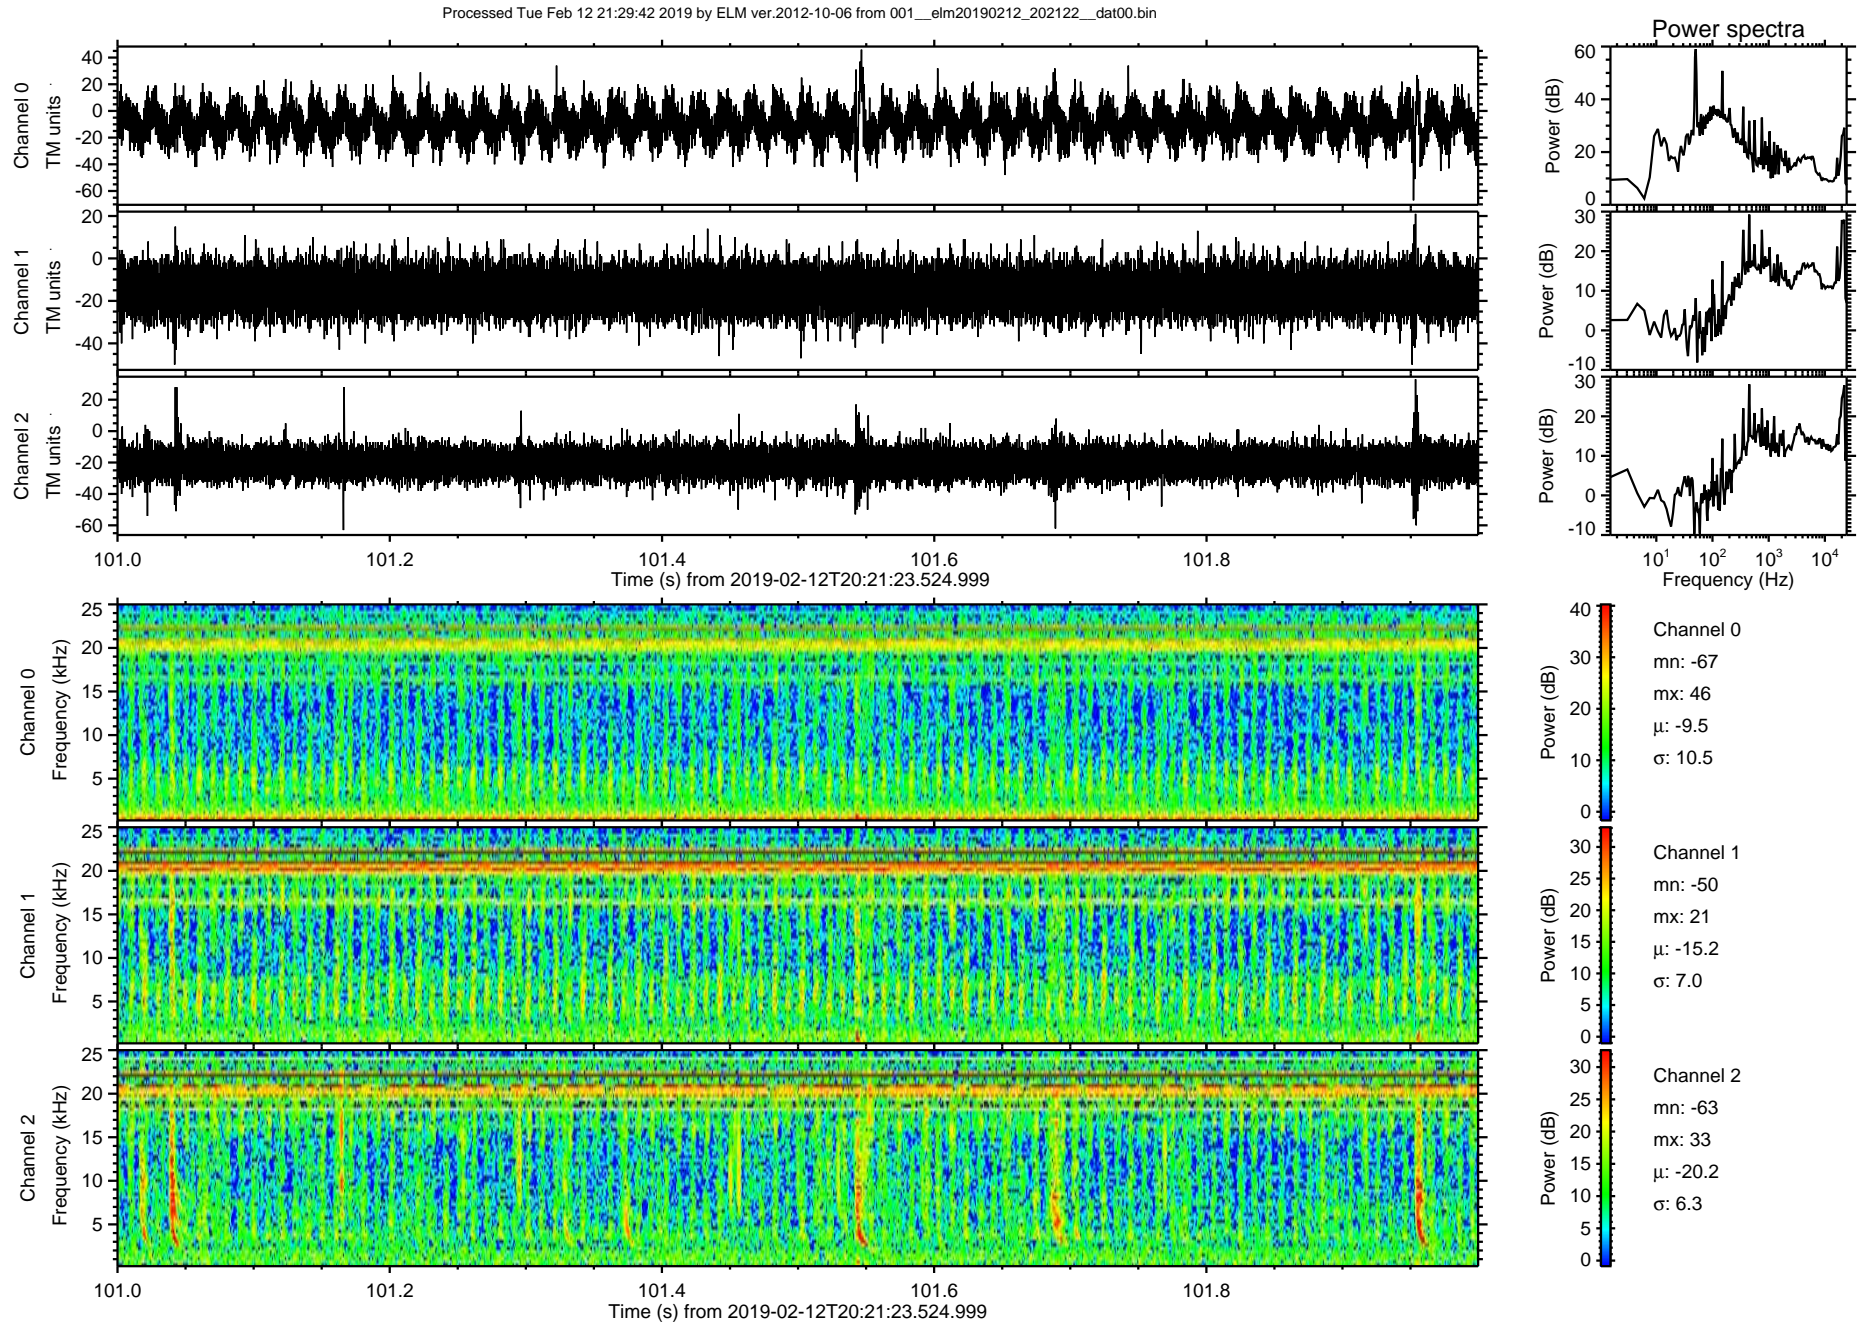 Processed Tue Feb 12 21:29:42 2019 by ELM ver.2012-10-06 from 001__elm20190212_202122__dat00.bin
Power spectra
Channel 0
TM units
40
20
0
-20
-40
-60
Power (dB)
60
40
20
0
Channel 1
TM units
20
0
-20
-40
Power (dB)
30
20
10
0
-10
Channel 2
TM units
20
0
-20
-40
-60
Power (dB)
30
20
10
0
-10
101.0 101.2 101.4 101.6 101.8
Time (s) from 2019-02-12T20:21:23.524.999
10^1 10^2 10^3 10^4
Frequency (Hz)
Channel 0
Frequency (kHz)
25
20
15
10
5
Power (dB)
40
30
20
10
0
Channel 0
mn: -67
mx: 46
μ: -9.5
σ: 10.5
Channel 1
Frequency (kHz)
25
20
15
10
5
Power (dB)
30
25
20
15
10
5
0
Channel 1
mn: -50
mx: 21
μ: -15.2
σ: 7.0
Channel 2
Frequency (kHz)
25
20
15
10
5
Power (dB)
30
25
20
15
10
5
0
Channel 2
mn: -63
mx: 33
μ: -20.2
σ: 6.3
101.0 101.2 101.4 101.6 101.8
Time (s) from 2019-02-12T20:21:23.524.999